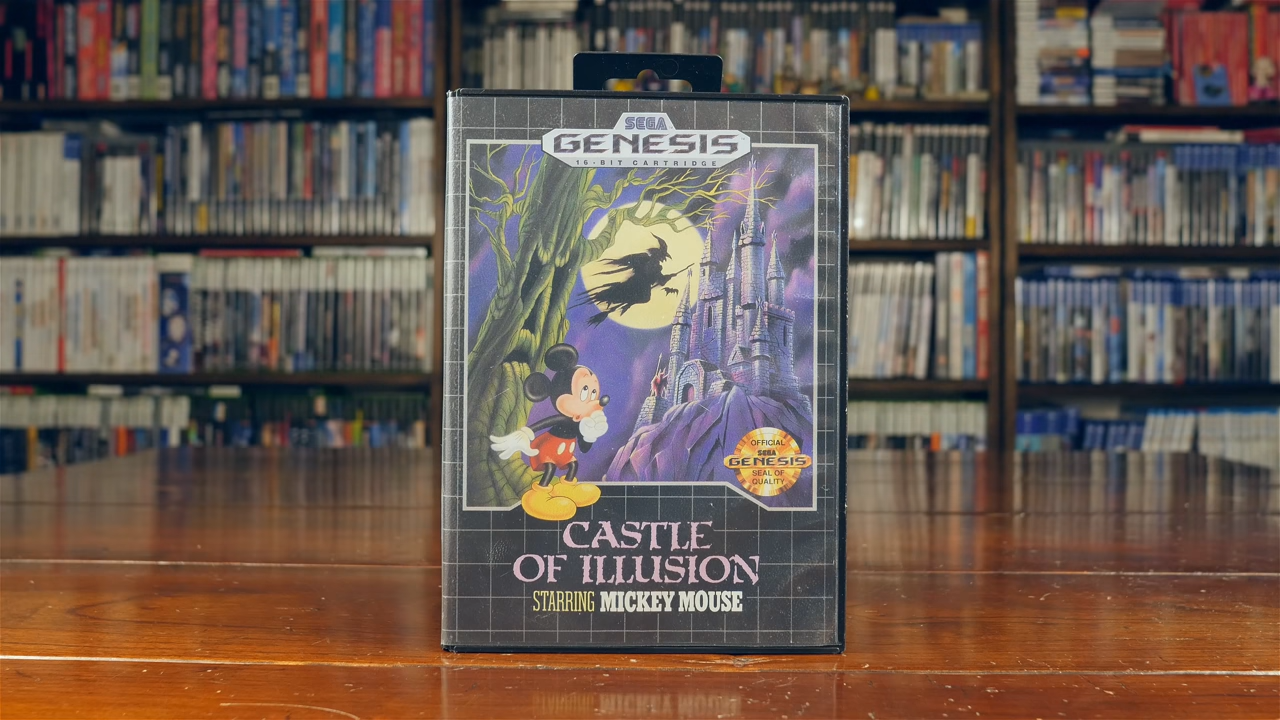 SEGA
GENESIS
16-BIT CARTRIDGE
OFFICIAL
SEGA
GENESIS
SEAL OF
QUALITY
CASTLE
OF ILLUSION
STARRING MICKEY MOUSE